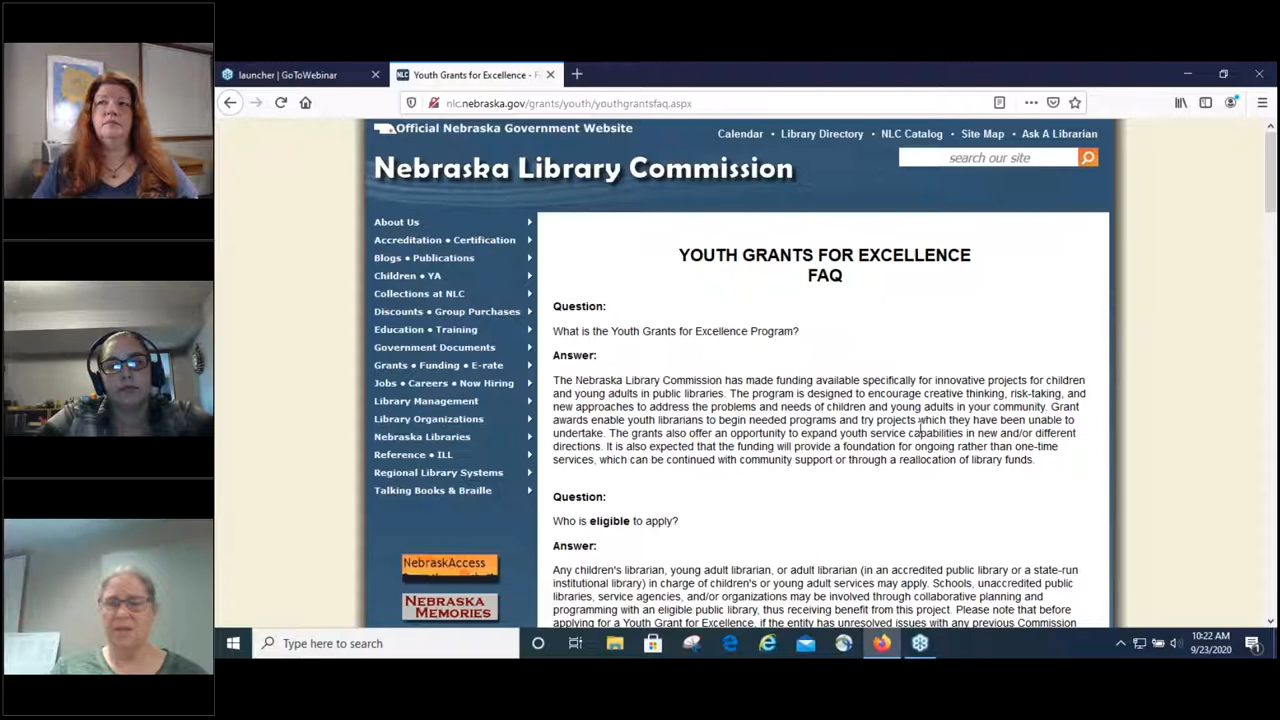 launcher | GoToWebinar
Youth Grants for Excellence - F
nlc.nebraska.gov/grants/youth/youthgrantsfaq.aspx
Official Nebraska Government Website
Calendar • Library Directory • NLC Catalog • Site Map • Ask A Librarian
Nebraska Library Commission
search our site
About Us
Accreditation • Certification
Blogs • Publications
Children • YA
Collections at NLC
Discounts • Group Purchases
Education • Training
Government Documents
Grants • Funding • E-rate
Jobs • Careers • Now Hiring
Library Management
Library Organizations
Nebraska Libraries
Reference • ILL
Regional Library Systems
Talking Books & Braille
NebraskAccess
NEBRASKA
MEMORIES
YOUTH GRANTS FOR EXCELLENCE
FAQ
Question:
What is the Youth Grants for Excellence Program?
Answer:
The Nebraska Library Commission has made funding available specifically for innovative projects for children
and young adults in public libraries. The program is designed to encourage creative thinking, risk-taking, and
new approaches to address the problems and needs of children and young adults in your community. Grant
awards enable youth librarians to begin needed programs and try projects which they have been unable to
undertake. The grants also offer an opportunity to expand youth service capabilities in new and/or different
directions. It is also expected that the funding will provide a foundation for ongoing rather than one-time
services, which can be continued with community support or through a reallocation of library funds.
Question:
Who is eligible to apply?
Answer:
Any children's librarian, young adult librarian, or adult librarian (in an accredited public library or a state-run
institutional library) in charge of children's or young adult services may apply. Schools, unaccredited public
libraries, service agencies, and/or organizations may be involved through collaborative planning and
programming with an eligible public library, thus receiving benefit from this project. Please note that before
applying for a Youth Grant for Excellence, if the entity has unresolved issues with any previous Commission
Type here to search
10:22 AM
9/23/2020